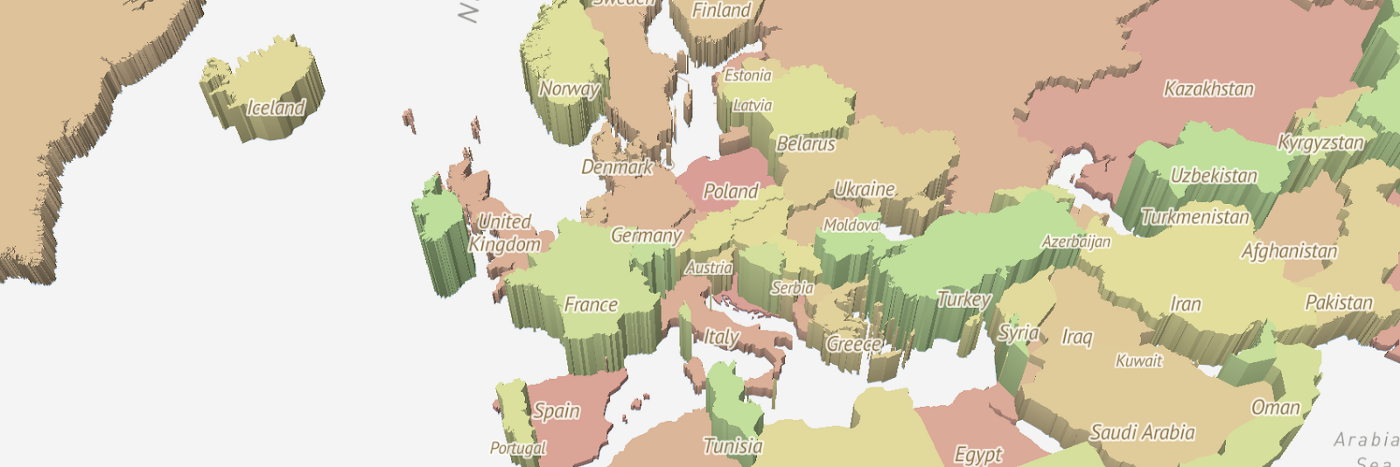 Sweden
Finland
Iceland
Norway
Estonia
Latvia
Kazakhstan
Denmark
Belarus
Kyrgyzstan
Poland
Ukraine
Uzbekistan
United
Kingdom
Germany
Moldova
Turkmenistan
Azerbaijan
Afghanistan
Austria
Serbia
France
Turkey
Iran
Pakistan
Italy
Greece
Syria
Iraq
Kuwait
Spain
Portugal
Tunisia
Egypt
Saudi Arabia
Oman
Arabia
Sea